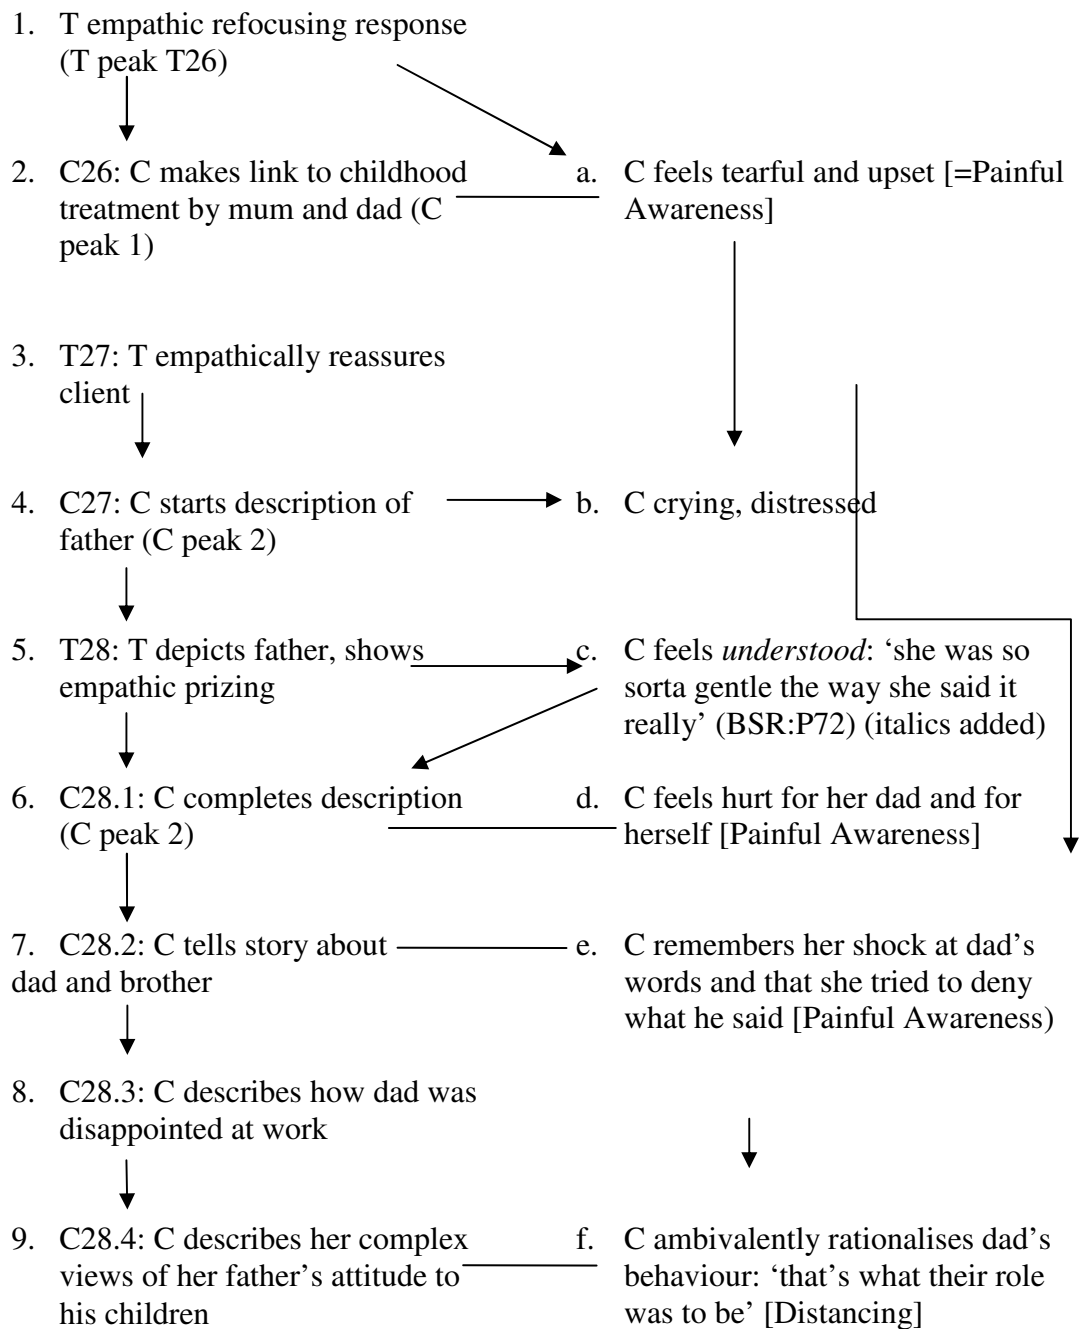 1. T empathic refocusing response
(T peak T26)
2. C26: C makes link to childhood
treatment by mum and dad (C
peak 1)
a. C feels tearful and upset [=Painful
Awareness]
3. T27: T empathically reassures
client
4. C27: C starts description of
father (C peak 2)
b. C crying, distressed
5. T28: T depicts father, shows
empathic prizing
c. C feels understood: ‘she was so
sorta gentle the way she said it
really’ (BSR:P72) (italics added)
6. C28.1: C completes description
(C peak 2)
d. C feels hurt for her dad and for
herself [Painful Awareness]
7. C28.2: C tells story about
dad and brother
e. C remembers her shock at dad’s
words and that she tried to deny
what he said [Painful Awareness)
8. C28.3: C describes how dad was
disappointed at work
9. C28.4: C describes her complex
views of her father’s attitude to
his children
f. C ambivalently rationalises dad’s
behaviour: ‘that’s what their role
was to be’ [Distancing]